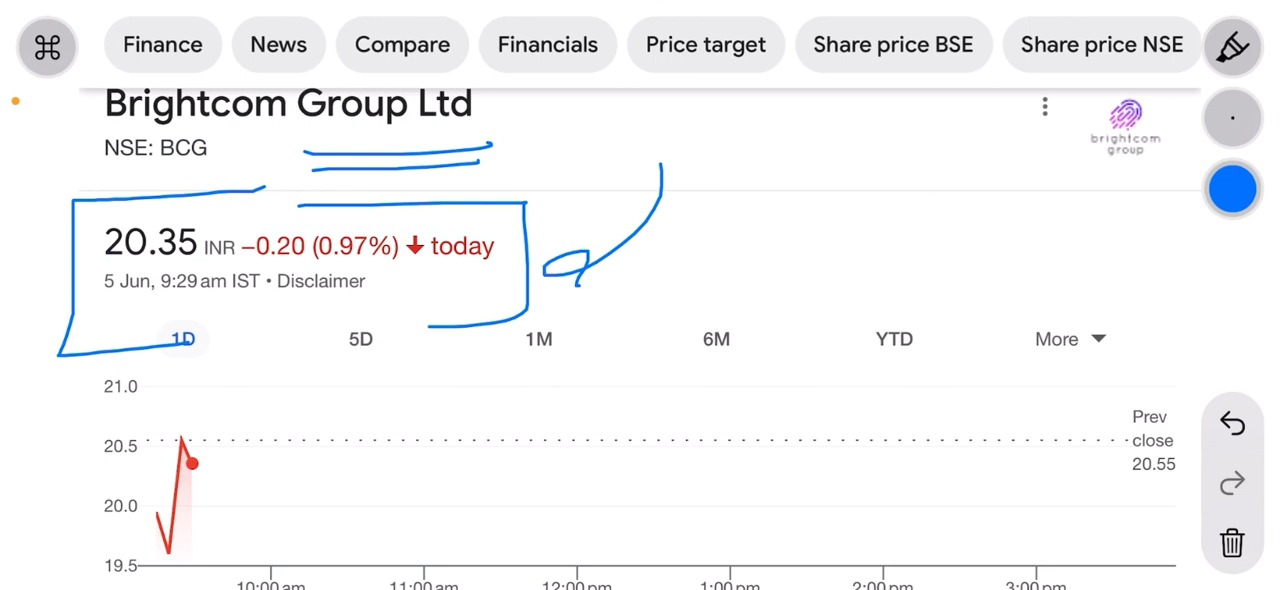 Finance News Compare Financials Price target Share price BSE Share price NSE
Brightcom Group Ltd
NSE: BCG
brightcom
group
20.35 INR −0.20 (0.97%) ↓ today
5 Jun, 9:29 am IST • Disclaimer
1D 5D 1M 6M YTD More
21.0
Prev
close
20.55
20.5
20.0
19.5
10:00 am 11:00 am 12:00 pm 1:00 pm 2:00 pm 3:00 pm